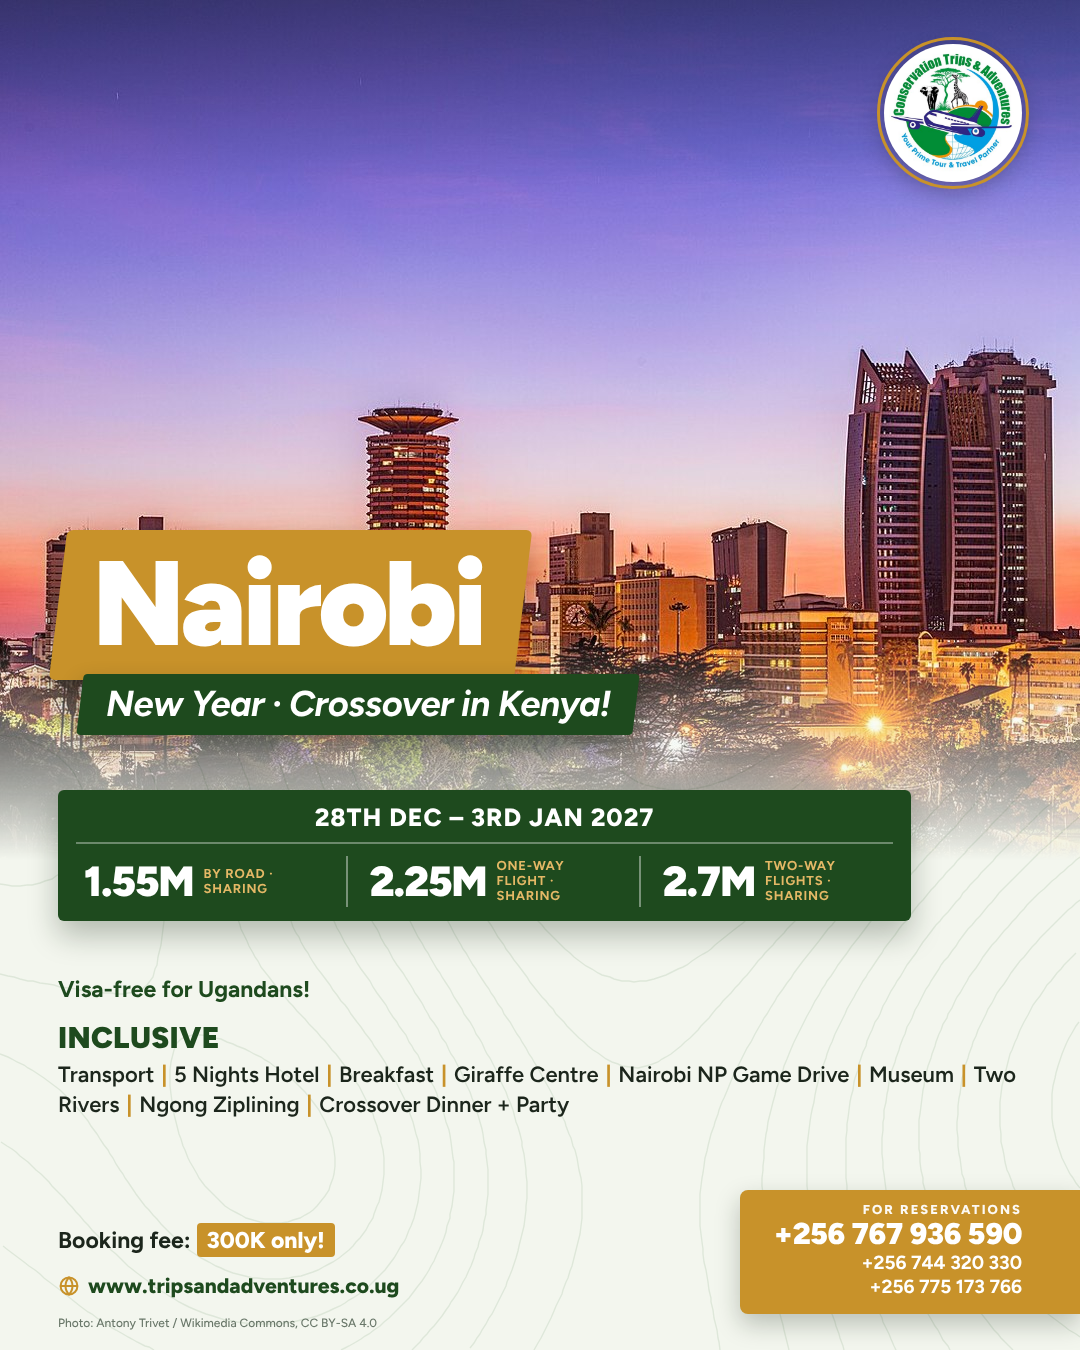 Conservation Trips & Adventures
Your Prime Tour & Travel Partner
Nairobi
New Year · Crossover in Kenya!
28TH DEC – 3RD JAN 2027
1.55M BY ROAD ·
SHARING
2.25M ONE-WAY
FLIGHT ·
SHARING
2.7M TWO-WAY
FLIGHTS ·
SHARING
Visa-free for Ugandans!
INCLUSIVE
Transport | 5 Nights Hotel | Breakfast | Giraffe Centre | Nairobi NP Game Drive | Museum | Two
Rivers | Ngong Ziplining | Crossover Dinner + Party
Booking fee: 300K only!
www.tripsandadventures.co.ug
Photo: Antony Trivet / Wikimedia Commons, CC BY-SA 4.0
FOR RESERVATIONS
+256 767 936 590
+256 744 320 330
+256 775 173 766